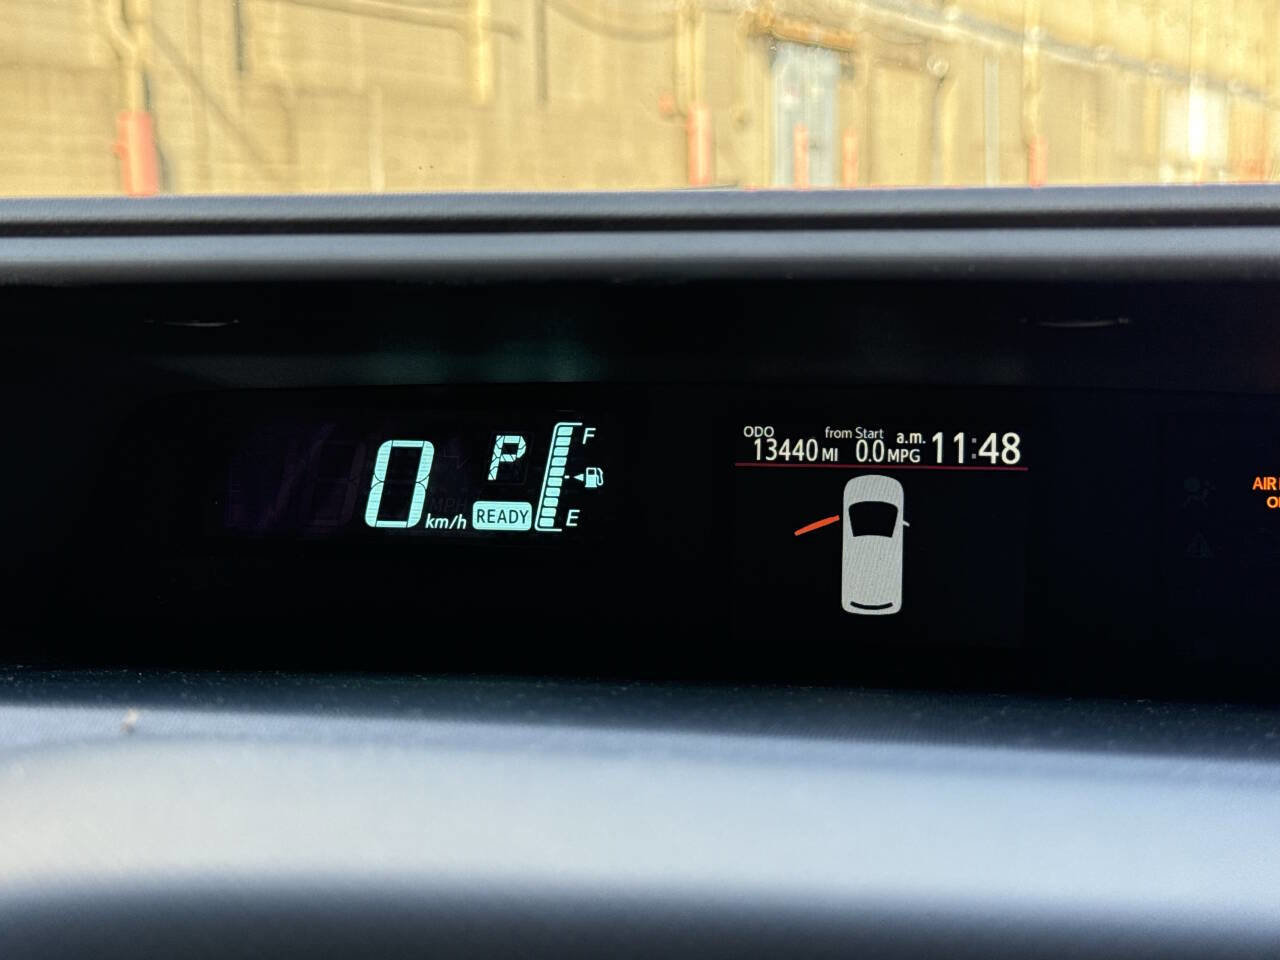 0 km/h
P
READY
F
E
ODO
13440 MI
from Start
0.0 MPG
a.m. 11:48
AIR